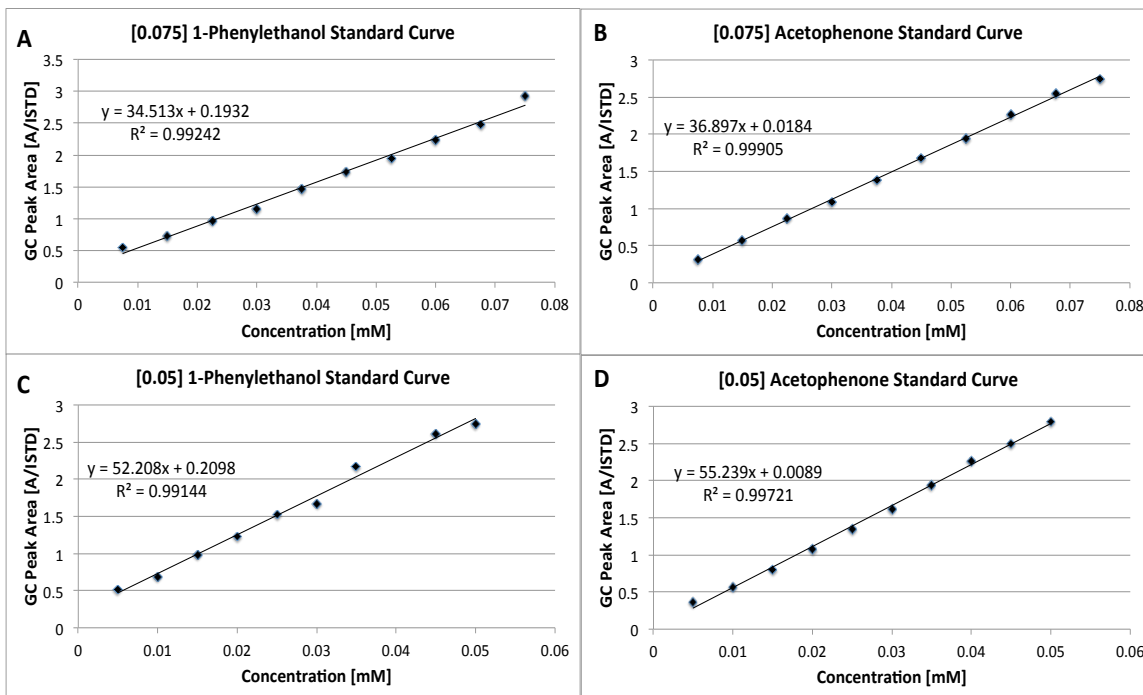 A
[0.075] 1-Phenylethanol Standard Curve
GC Peak Area [A/ISTD]
3.5
3
2.5
2
1.5
1
0.5
0
y = 34.513x + 0.1932
R² = 0.99242
0 0.01 0.02 0.03 0.04 0.05 0.06 0.07 0.08
Concentration [mM]
B
[0.075] Acetophenone Standard Curve
GC Peak Area [A/ISTD]
3
2.5
2
1.5
1
0.5
0
y = 36.897x + 0.0184
R² = 0.99905
0 0.01 0.02 0.03 0.04 0.05 0.06 0.07 0.08
Concentration [mM]
C
[0.05] 1-Phenylethanol Standard Curve
GC Peak Area [A/ISTD]
3
2.5
2
1.5
1
0.5
0
y = 52.208x + 0.2098
R² = 0.99144
0 0.01 0.02 0.03 0.04 0.05 0.06
Concentration [mM]
D
[0.05] Acetophenone Standard Curve
GC Peak Area [A/ISTD]
3
2.5
2
1.5
1
0.5
0
y = 55.239x + 0.0089
R² = 0.99721
0 0.01 0.02 0.03 0.04 0.05 0.06
Concentration [mM]